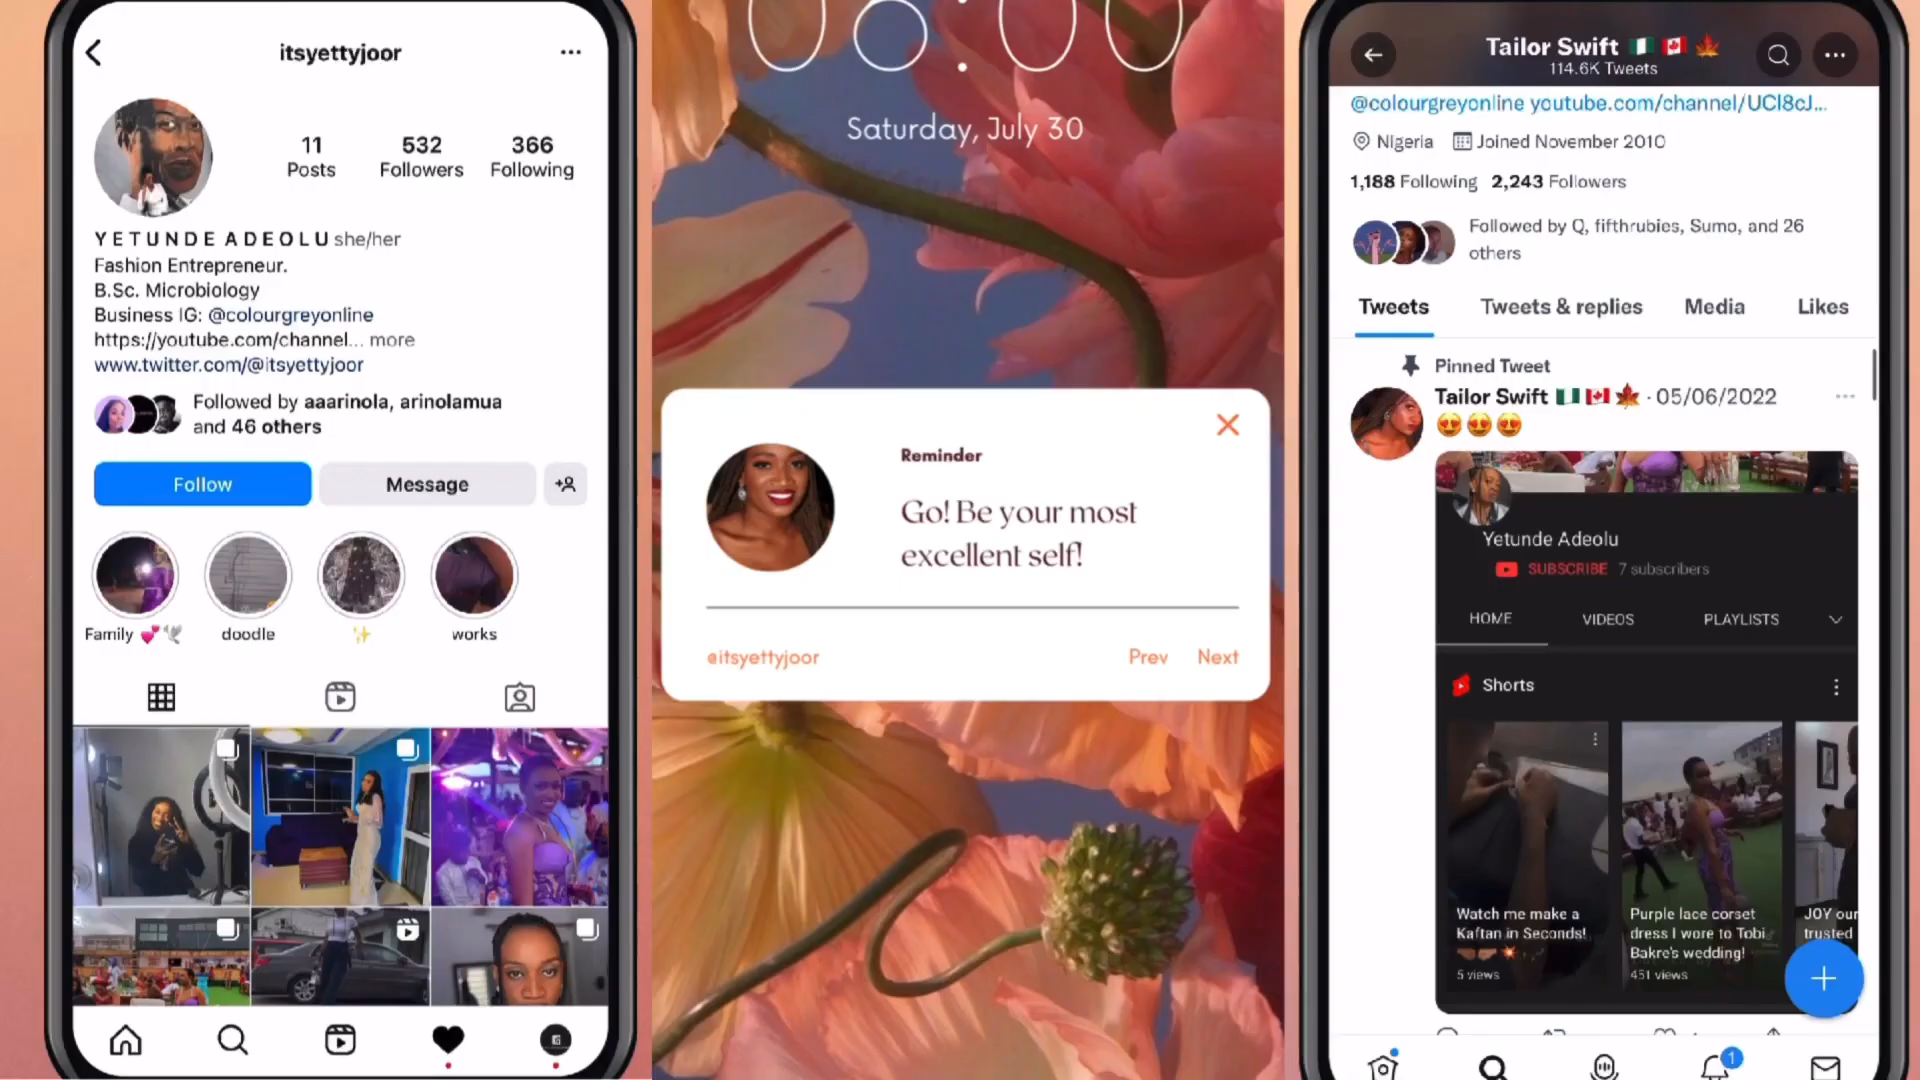 itsyettyjoor
11
Posts
532
Followers
366
Following
YETUNDE ADEOLU she/her
Fashion Entrepreneur.
B.Sc. Microbiology
Business IG: @colourgreyonline
https://youtube.com/channel... more
www.twitter.com/@itsyettyjoor
Followed by aaarinola, arinolamua
and 46 others
Follow
Message
Family
doodle
works
Saturday, July 30
Reminder
Go! Be your most
excellent self!
@itsyettyjoor
Prev
Next
Tailor Swift
114.6K Tweets
@colourgreyonline youtube.com/channel/UCl8cJ...
Nigeria
Joined November 2010
1,188 Following 2,243 Followers
Followed by Q, fifthrubies, Sumo, and 26
others
Tweets
Tweets & replies
Media
Likes
Pinned Tweet
Tailor Swift · 05/06/2022
Yetunde Adeolu
SUBSCRIBE 7 subscribers
HOME
VIDEOS
PLAYLISTS
Shorts
Watch me make a
Kaftan in Seconds!
5 views
Purple lace corset
dress I wore to Tobi
Bakre's wedding!
451 views
JOY our
trusted
1